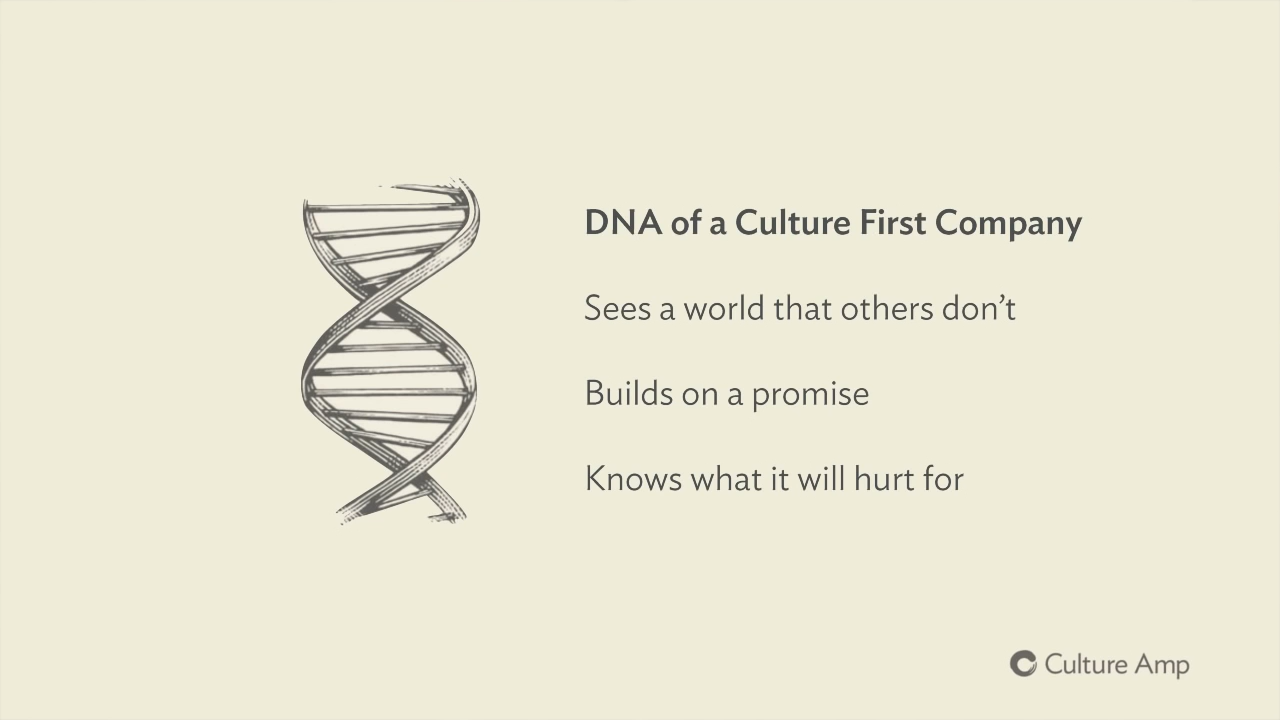 DNA of a Culture First Company
Sees a world that others don’t
Builds on a promise
Knows what it will hurt for
Culture Amp